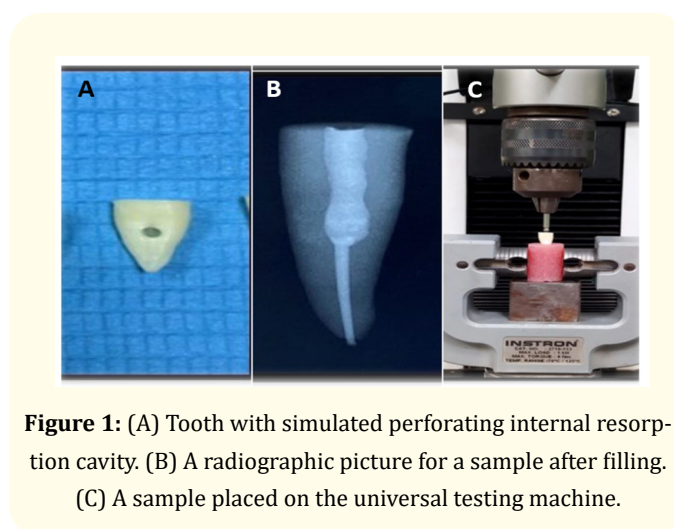 A
B
C
INSTRON
Figure 1: (A) Tooth with simulated perforating internal resorp-
tion cavity. (B) A radiographic picture for a sample after filling.
(C) A sample placed on the universal testing machine.